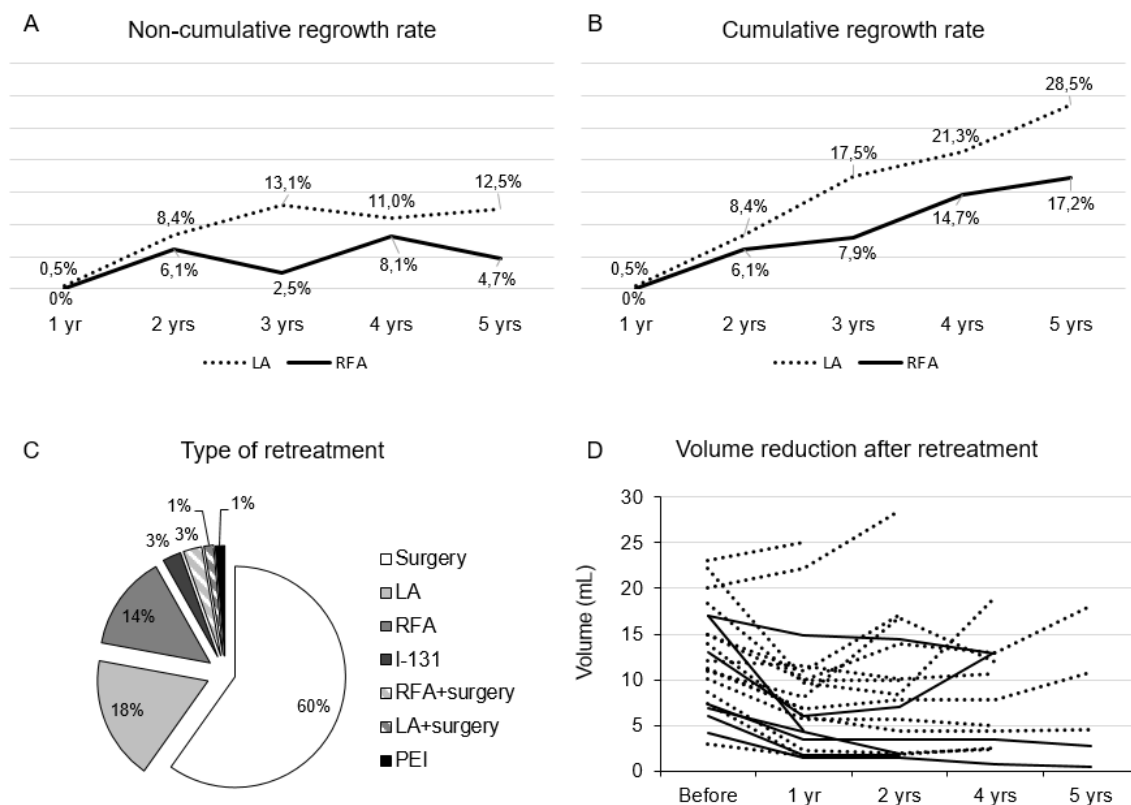 A
Non-cumulative regrowth rate
0,5%
0%
8,4%
6,1%
13,1%
2,5%
11,0%
8,1%
12,5%
4,7%
1 yr 2 yrs 3 yrs 4 yrs 5 yrs
LA RFA
B
Cumulative regrowth rate
0,5%
0%
8,4%
6,1%
17,5%
7,9%
21,3%
14,7%
28,5%
17,2%
1 yr 2 yrs 3 yrs 4 yrs 5 yrs
LA RFA
C
Type of retreatment
60%
18%
14%
3%
3%
1%
1%
Surgery
LA
RFA
I-131
RFA+surgery
LA+surgery
PEI
D
Volume reduction after retreatment
Volume (mL)
30
25
20
15
10
5
0
Before 1 yr 2 yrs 4 yrs 5 yrs